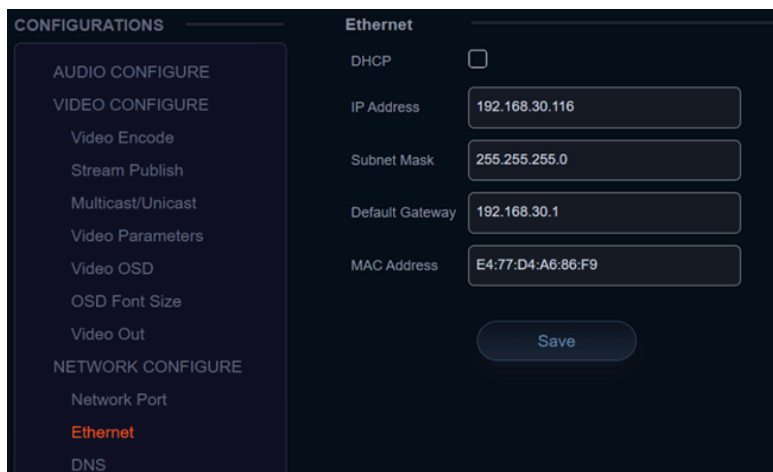 CONFIGURATIONS
AUDIO CONFIGURE
VIDEO CONFIGURE
Video Encode
Stream Publish
Multicast/Unicast
Video Parameters
Video OSD
OSD Font Size
Video Out
NETWORK CONFIGURE
Network Port
Ethernet
DNS
Ethernet
DHCP
IP Address 192.168.30.116
Subnet Mask 255.255.255.0
Default Gateway 192.168.30.1
MAC Address E4:77:D4:A6:86:F9
Save